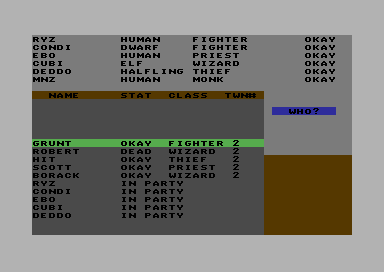 RYZ HUMAN FIGHTER OKAY
CONDI DWARF FIGHTER OKAY
EBO HUMAN PRIEST OKAY
CUBI ELF WIZARD OKAY
DEDDO HALFLING THIEF OKAY
MNZ HUMAN MONK OKAY
NAME STAT CLASS TWN#
WHO?
GRUNT OKAY FIGHTER 2
ROBERT DEAD WIZARD 2
HIT OKAY THIEF 2
SCOTT OKAY PRIEST 2
BORACK OKAY WIZARD 2
RYZ IN PARTY
CONDI IN PARTY
EBO IN PARTY
CUBI IN PARTY
DEDDO IN PARTY